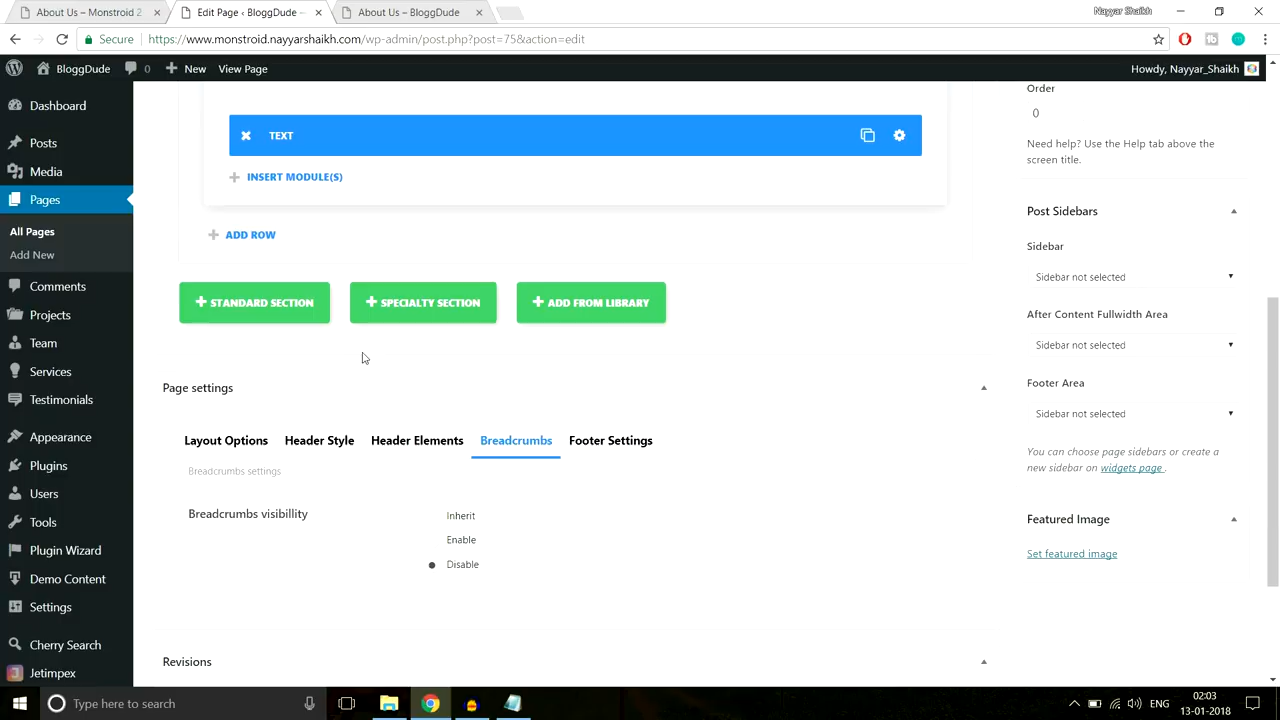 About Us – Monstroid 2
Edit Page ‹ BloggDude —
About Us – BloggDude
Nayyar Shaikh
Secure
https://www.monstroid.nayyarshaikh.com/wp-admin/post.php?post=75&action=edit
BloggDude
0
New
View Page
Howdy, Nayyar_Shaikh
Dashboard
Posts
Media
Pages
All Pages
Add New
Comments
Projects
Team
Services
Testimonials
Appearance
Plugins
Users
Tools
Plugin Wizard
Demo Content
Settings
Cherry Search
Jetimpex
TEXT
INSERT MODULE(S)
ADD ROW
STANDARD SECTION
SPECIALTY SECTION
ADD FROM LIBRARY
Page settings
Layout Options
Header Style
Header Elements
Breadcrumbs
Footer Settings
Breadcrumbs settings
Breadcrumbs visibillity
Inherit
Enable
Disable
Revisions
Order
0
Need help? Use the Help tab above the
screen title.
Post Sidebars
Sidebar
Sidebar not selected
After Content Fullwidth Area
Sidebar not selected
Footer Area
Sidebar not selected
You can choose page sidebars or create a
new sidebar on widgets page .
Featured Image
Set featured image
Type here to search
ENG
02:03
13-01-2018